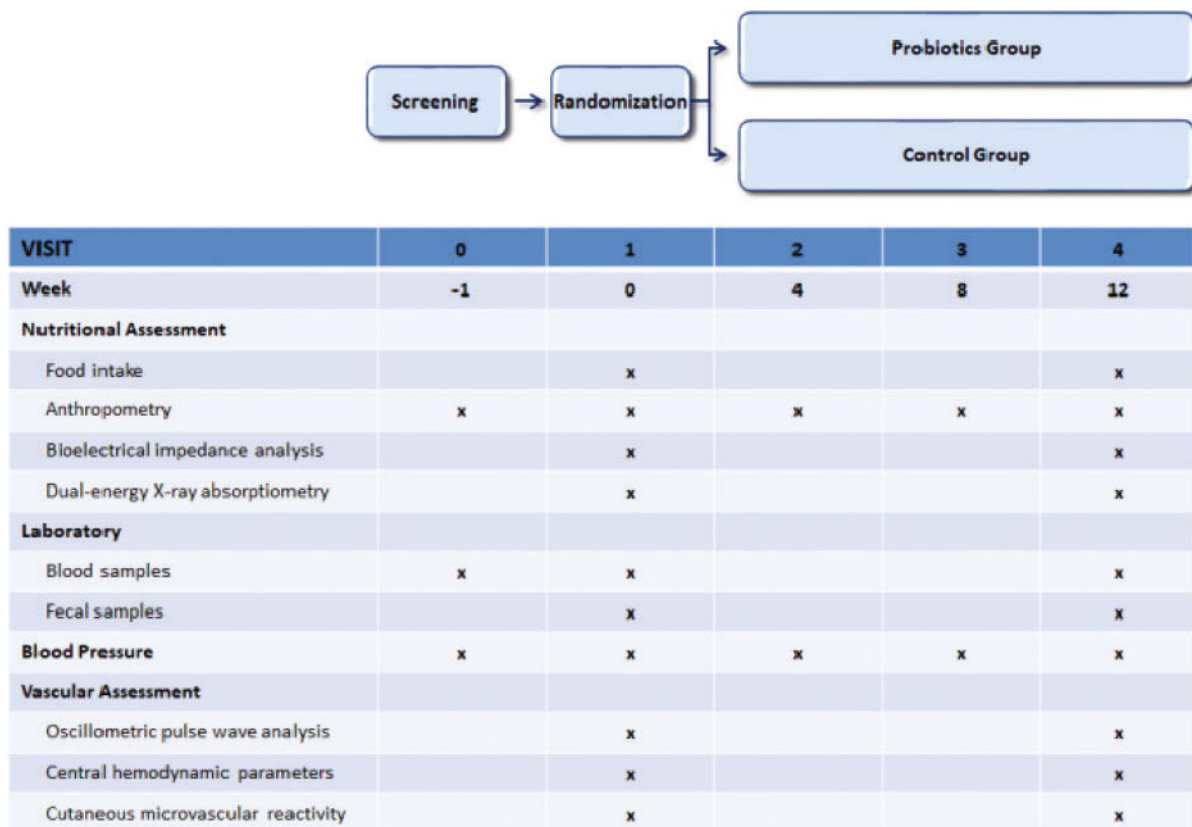 Probiotics Group
Screening
Randomization
Control Group
VISIT 0 1 2 3 4
Week -1 0 4 8 12
Nutritional Assessment
Food intake x x
Anthropometry x x x x x
Bioelectrical impedance analysis x x
Dual-energy X-ray absorptiometry x x
Laboratory
Blood samples x x x
Fecal samples x x
Blood Pressure x x x x x
Vascular Assessment
Oscillometric pulse wave analysis x x
Central hemodynamic parameters x x
Cutaneous microvascular reactivity x x